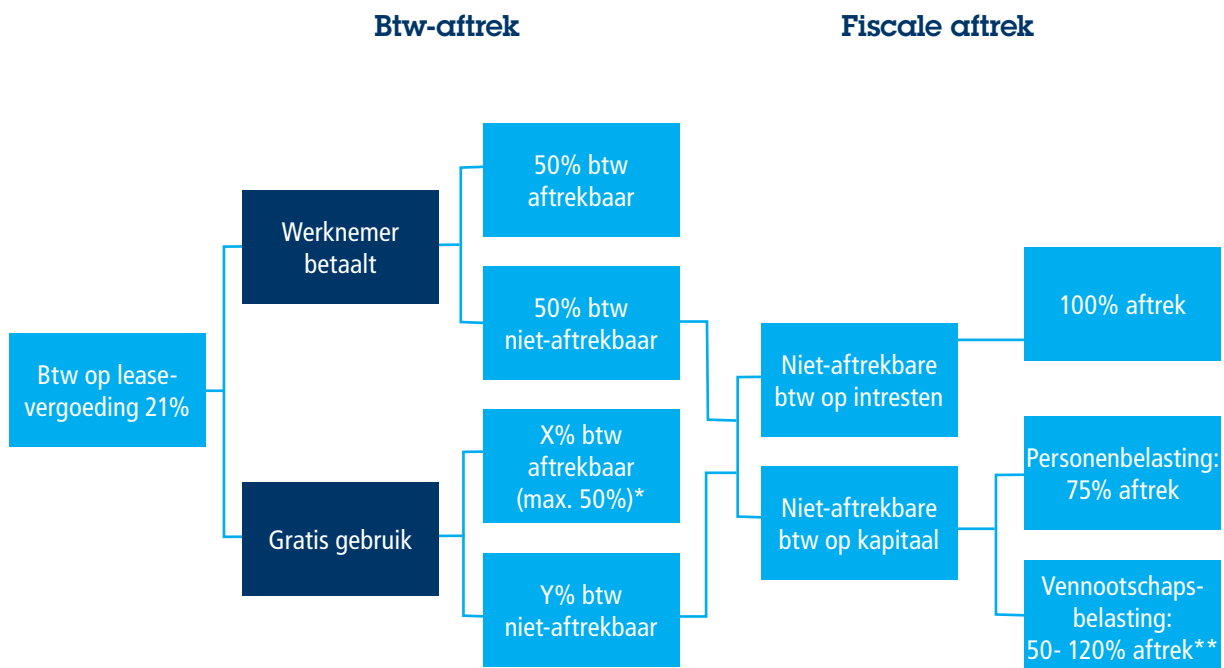 Btw-aftrek
Fiscale aftrek
50% btw
aftrekbaar
Werknemer
betaalt
50% btw
niet-aftrekbaar
100% aftrek
Btw op lease-
vergoeding 21%
Niet-aftrekbare
btw op intresten
X% btw
aftrekbaar
(max. 50%)*
Personenbelasting:
75% aftrek
Gratis gebruik
Niet-aftrekbare
btw op kapitaal
Y% btw
niet-aftrekbaar
Vennootschaps-
belasting:
50- 120% aftrek**